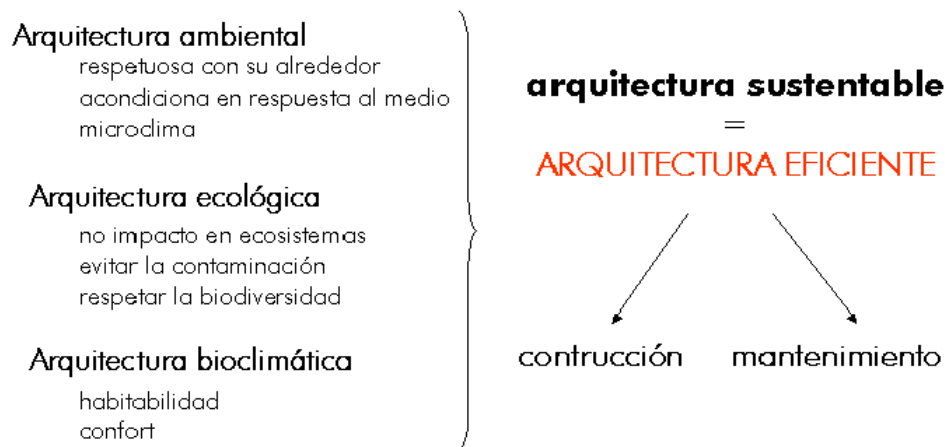 Arquitectura ambiental
respetuosa con su alrededor
acondiciona en respuesta al medio
microclima
Arquitectura ecológica
no impacto en ecosistemas
evitar la contaminación
respetar la biodiversidad
Arquitectura bioclimática
habitabilidad
confort
arquitectura sustentable
=
ARQUITECTURA EFICIENTE
contrucción
mantenimiento